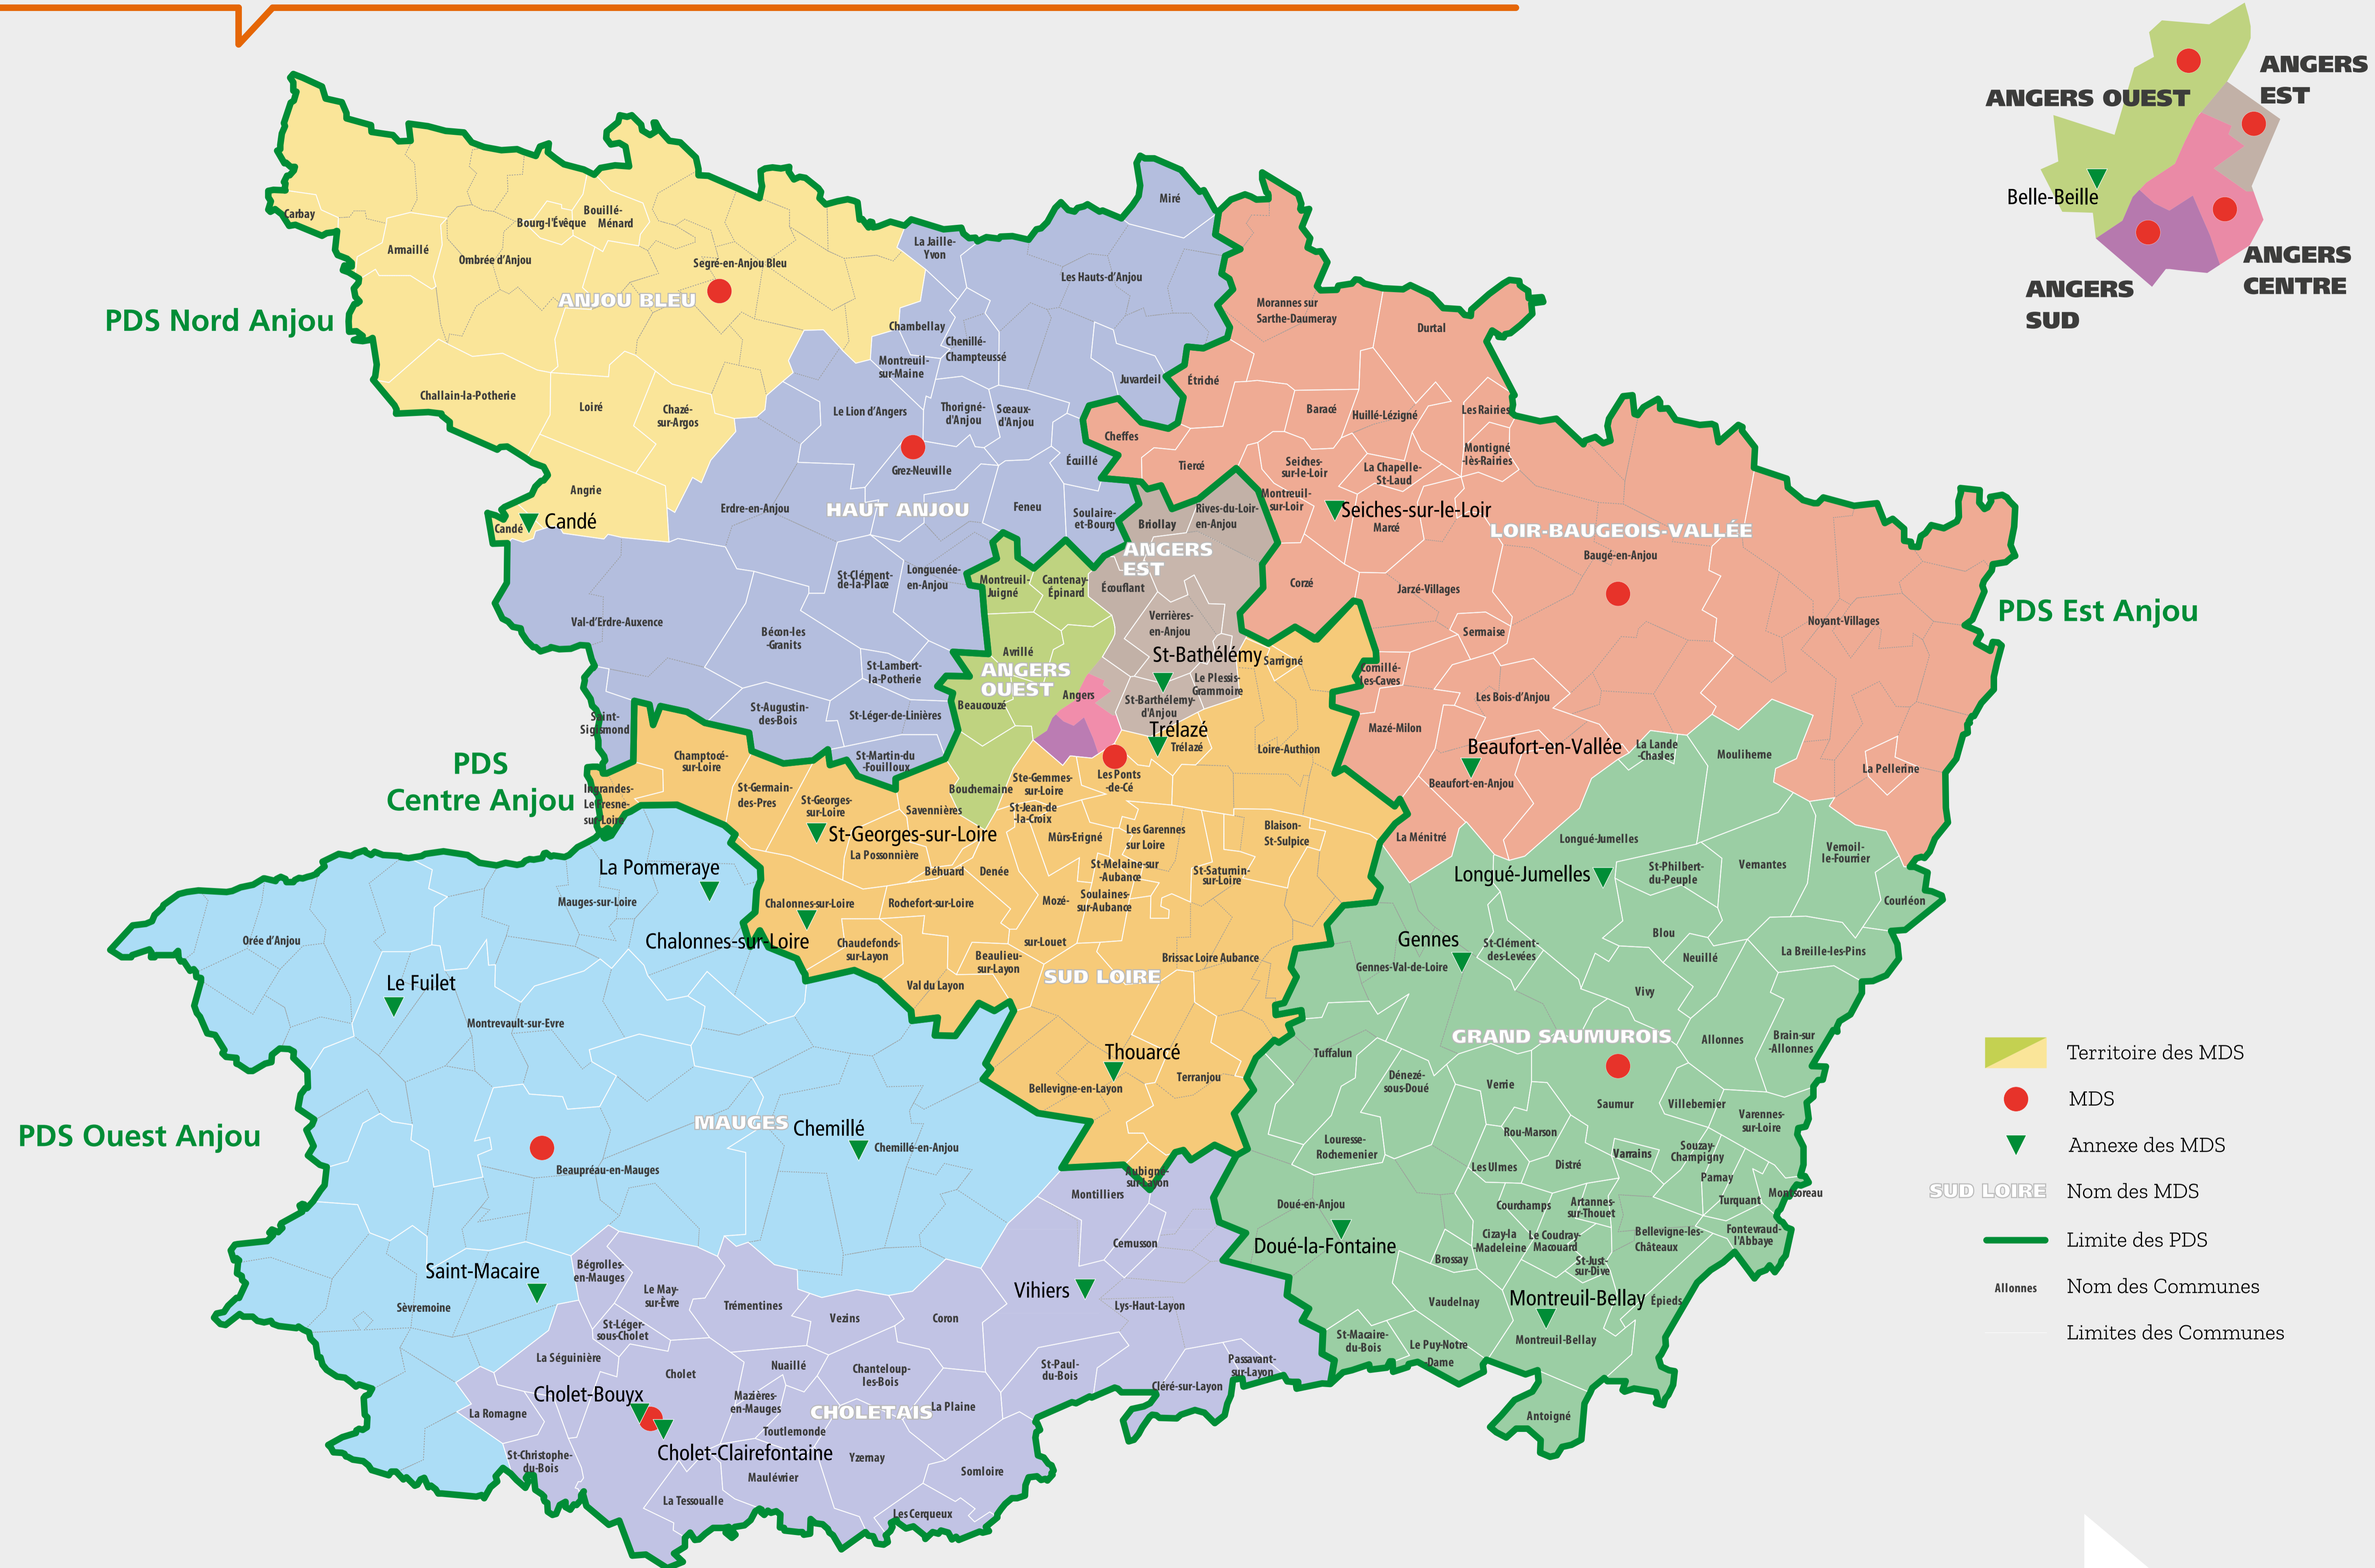 ANGERS
EST
ANGERS OUEST
Belle-Beille
ANGERS
CENTRE
ANGERS
SUD
PDS Nord Anjou
PDS Est Anjou
PDS
Centre Anjou
PDS Ouest Anjou
Carbay
Armaillé
Bourg-l'Évêque
Bouillé-
Ménard
Ombrée d'Anjou
Segré-en-Anjou Bleu
ANJOU BLEU
Challain-la-Potherie
Loiré
Chazé-
sur-Argos
Angrie
Candé
Candé
Miré
La Jaille-
Yvon
Les Hauts-d'Anjou
Chambellay
Chenillé-
Champteussé
Montreuil-
sur-Maine
Juvardeil
Le Lion d'Angers
Thorigné-
d'Anjou
Sœaux-
d'Anjou
Écuillé
Grez-Neuville
Erdre-en-Anjou
HAUT ANJOU
Feneu
Soulaire-
et-Bourg
St-Clément-
de-la-Place
Longuenée-
en-Anjou
Val-d'Erdre-Auxence
Bécon-les
-Granits
St-Lambert-
la-Potherie
St-Augustin-
des-Bois
St-Léger-de-Linières
Saint-
Sigismond
St-Martin-du
-Fouilloux
Morannes sur
Sarthe-Daumeray
Durtal
Étriché
Baracé
Huillé-Lézigné
Les Rairies
Cheffes
Tiercé
Seiches-
sur-le-Loir
La Chapelle-
St-Laud
Montigné
-lès-Rairies
Montreuil-
sur-Loir
Seiches-sur-le-Loir
Marcé
LOIR-BAUGEOIS-VALLÉE
Baugé-en-Anjou
Corzé
Jarzé-Villages
Sermaise
Noyant-Villages
Cornillé-
les-Caves
Les Bois-d'Anjou
Mazé-Milon
Beaufort-en-Vallée
Beaufort-en-Anjou
La Ménitré
La Pellerine
Briollay
Rives-du-Loir-
en-Anjou
ANGERS
EST
Écouflant
Verrières-
en-Anjou
St-Bathélémy
Le Plessis-
Grammoire
St-Barthélemy-
d'Anjou
Montreuil-
Juigné
Cantenay-
Épinard
Avrillé
ANGERS
OUEST
Angers
Beaucouzé
Bouchemaine
Sarrigné
Trélazé
Trélazé
Loire-Authion
Champtocé-
sur-Loire
Ingrandes-
Le Fresne-
sur-Loire
St-Germain-
des-Pres
St-Georges-
sur-Loire
St-Georges-sur-Loire
Savennières
Ste-Gemmes-
sur-Loire
Les Ponts
-de-Cé
St-Jean-de
-la-Croix
Mûrs-Erigné
Les Garennes
sur Loire
Blaison-
St-Sulpice
La Possonnière
Béhuard
Denée
St-Melaine-sur
-Aubance
St-Saturnin-
sur-Loire
Chalonnes-sur-Loire
Chalonnes-sur-Loire
Rochefort-sur-Loire
Mozé-
sur-Louet
Soulaines-
sur-Aubance
Chaudefonds-
sur-Layon
Beaulieu-
sur-Layon
Val du Layon
Brissac Loire Aubance
SUD LOIRE
Thouarcé
Bellevigne-en-Layon
Terranjou
Aubigné-
sur-Layon
La Pommeraye
Mauges-sur-Loire
Orée d'Anjou
Le Fuilet
Montrevault-sur-Evre
MAUGES
Chemillé
Chemillé-en-Anjou
Beaupréau-en-Mauges
Saint-Macaire
Sèvremoine
Bégrolles-
en-Mauges
Le May-
sur-Èvre
Trémentines
Vezins
Coron
St-Léger-
sous-Cholet
La Séguinière
Cholet
Nuaillé
Chanteloup-
les-Bois
Cholet-Bouyx
Mazières-
en-Mauges
La Romagne
CHOLETAIS
La Plaine
Toutlemonde
Cholet-Clairefontaine
St-Christophe-
du-Bois
Yzernay
Maulévrier
Somloire
La Tessoualle
Les Cerqueux
Montilliers
Cernusson
Vihiers
Lys-Haut-Layon
St-Paul-
du-Bois
Passavant-
sur-Layon
Cléré-sur-Layon
La Lande
-Chasles
Mouliherne
Longué-Jumelles
Longué-Jumelles
St-Philbert-
du-Peuple
Vernantes
Vernoil-
le-Fourrier
Courléon
Gennes
Gennes-Val-de-Loire
St-Clément-
des-Levées
Blou
Neuillé
La Breille-les-Pins
Vivy
GRAND SAUMUROIS
Allonnes
Brain-sur
-Allonnes
Tuffalun
Dénezé-
sous-Doué
Verrie
Saumur
Villebernier
Varennes-
sur-Loire
Louresse-
Rochemenier
Rou-Marson
Varrains
Souzay-
Champigny
Les Ulmes
Distré
Parnay
Turquant
Montsoreau
Doué-en-Anjou
Doué-la-Fontaine
Courchamps
Artannes-
sur-Thouet
Cizay-la
-Madeleine
Le Coudray-
Macouard
Bellevigne-les-
Châteaux
Fontevraud-
l'Abbaye
Brossay
St-Just-
sur-Dive
Vaudelnay
Montreuil-Bellay
Montreuil-Bellay
Épieds
St-Macaire-
du-Bois
Le Puy-Notre
-Dame
Antoigné
Territoire des MDS
MDS
Annexe des MDS
SUD LOIRE
Nom des MDS
Limite des PDS
Allonnes
Nom des Communes
Limites des Communes